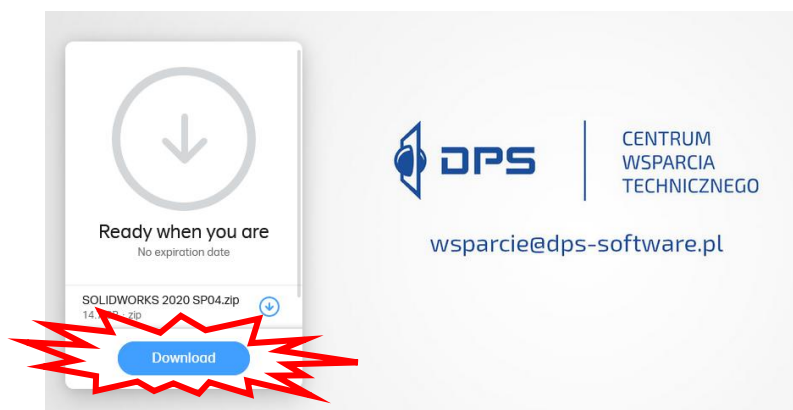 Ready when you are
No expiration date
SOLIDWORKS 2020 SP04.zip
zip
Download
DPS
CENTRUM
WSPARCIA
TECHNICZNEGO
wsparcie@dps-software.pl